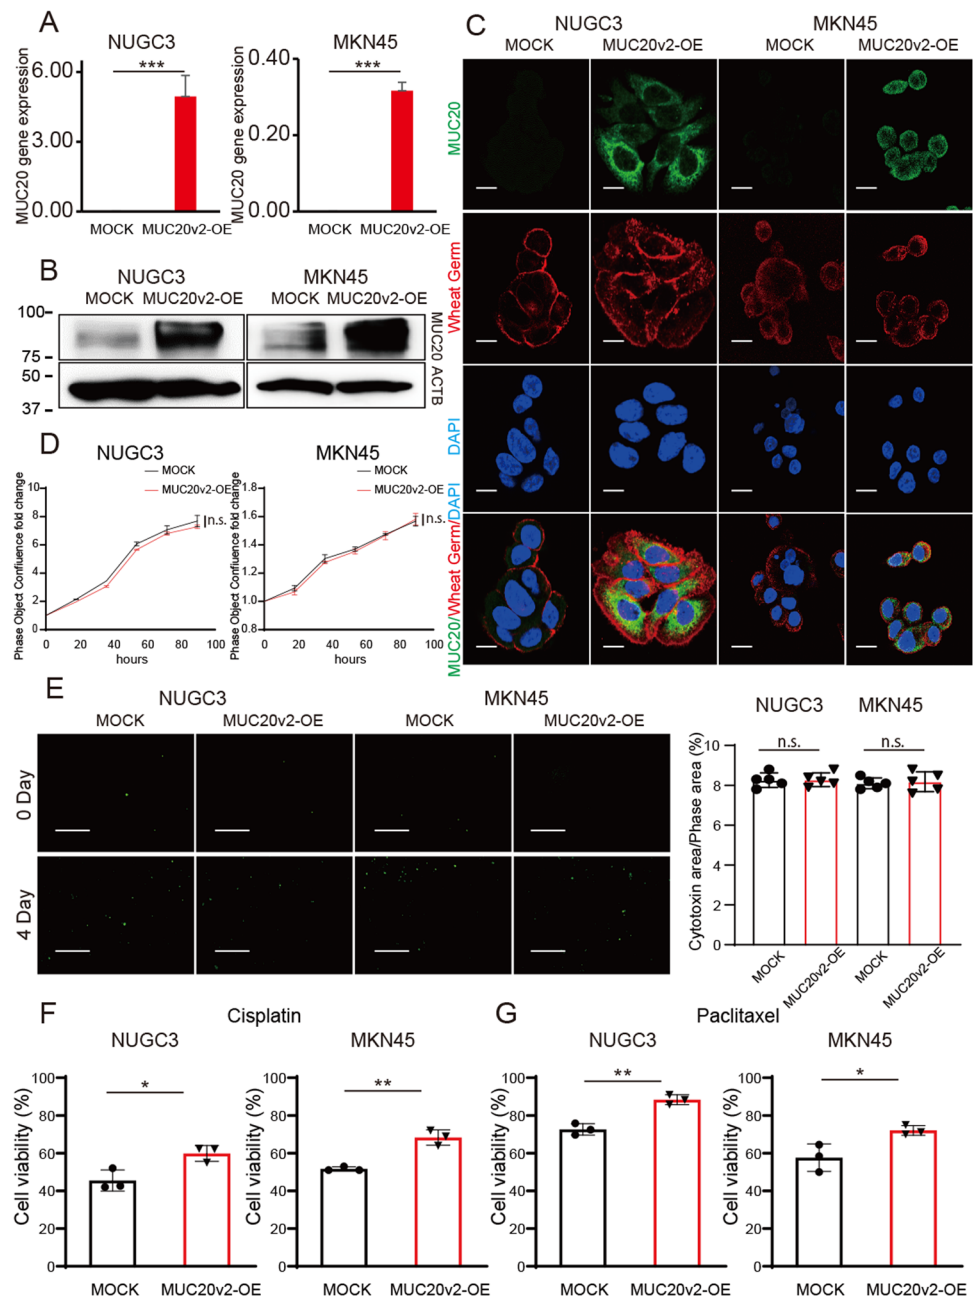 A
NUGC3
MKN45
MUC20 gene expression
6.00
3.00
0.00
***
MOCK MUC20v2-OE
MUC20 gene expression
0.40
0.20
0.00
***
MOCK MUC20v2-OE
B
NUGC3
MKN45
MOCK MUC20v2-OE
MOCK MUC20v2-OE
100
75
50
37
MUC20
ACTB
C
NUGC3
MKN45
MOCK
MUC20v2-OE
MOCK
MUC20v2-OE
MUC20
Wheat Germ
DAPI
MUC20/Wheat Germ/DAPI
D
NUGC3
MOCK
MUC20v2-OE
Phase Object Confluance fold change
10
8
6
4
2
0
n.s.
0 20 40 60 80 100
hours
MKN45
MOCK
MUC20v2-OE
Phase Object Confluance fold change
1.8
1.6
1.4
1.2
1.0
0.8
n.s.
0 20 40 60 80 100
hours
E
NUGC3
MKN45
MOCK
MUC20v2-OE
MOCK
MUC20v2-OE
0 Day
4 Day
NUGC3
MKN45
Cytotoxin area/Phase area (%)
10
8
6
4
2
0
n.s.
n.s.
MOCK
MUC20v2-OE
MOCK
MUC20v2-OE
F
Cisplatin
NUGC3
MKN45
Cell viability (%)
100
80
60
40
20
0
*
MOCK
MUC20v2-OE
Cell viability (%)
100
80
60
40
20
0
**
MOCK
MUC20v2-OE
G
Paclitaxel
NUGC3
MKN45
Cell viability (%)
100
80
60
40
20
0
**
MOCK
MUC20v2-OE
Cell viability (%)
100
80
60
40
20
0
*
MOCK
MUC20v2-OE